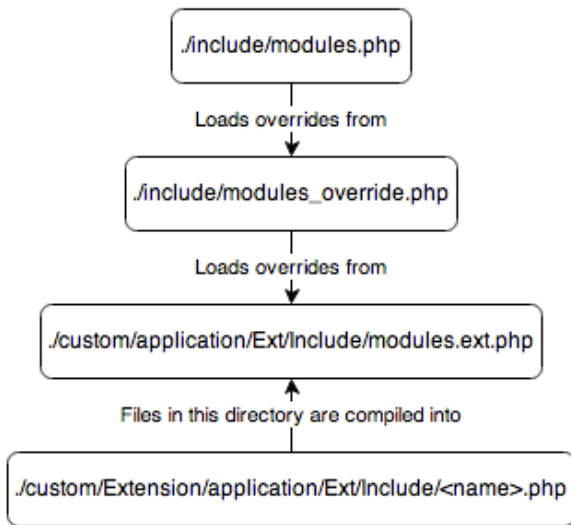 ./include/modules.php
Loads overrides from
./include/modules_override.php
Loads overrides from
./custom/application/Ext/Include/modules.ext.php
Files in this directory are compiled into
./custom/Extension/application/Ext/Include/<name>.php